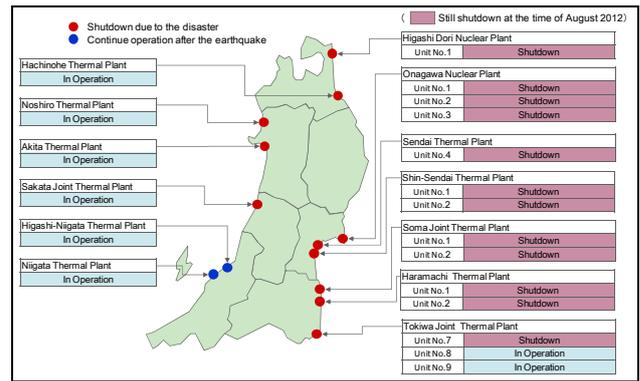 Shutdown due to the disaster
Continue operation after the earthquake
( Still shutdown at the time of August 2012)
Hachinohe Thermal Plant
In Operation
Noshiro Thermal Plant
In Operation
Akita Thermal Plant
In Operation
Sakata Joint Thermal Plant
In Operation
Higashi-Niigata Thermal Plant
In Operation
Niigata Thermal Plant
In Operation
Higashi Dori Nuclear Plant
Unit No.1 Shutdown
Onagawa Nuclear Plant
Unit No.1 Shutdown
Unit No.2 Shutdown
Unit No.3 Shutdown
Sendai Thermal Plant
Unit No.4 Shutdown
Shin-Sendai Thermal Plant
Unit No.1 Shutdown
Unit No.2 Shutdown
Soma Joint Thermal Plant
Unit No.1 Shutdown
Unit No.2 Shutdown
Haramachi Thermal Plant
Unit No.1 Shutdown
Unit No.2 Shutdown
Tokiwa Joint Thermal Plant
Unit No.7 Shutdown
Unit No.8 In Operation
Unit No.9 In Operation